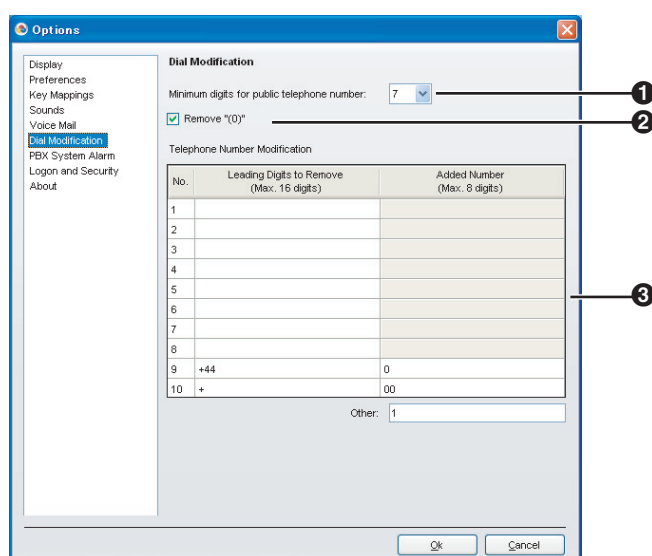 Options
Display
Preferences
Key Mappings
Sounds
Voice Mail
Dial Modification
PBX System Alarm
Logon and Security
About
Dial Modification
Minimum digits for public telephone number: 7
Remove "(0)"
Telephone Number Modification
No. Leading Digits to Remove (Max. 16 digits) Added Number (Max. 8 digits)
1
2
3
4
5
6
7
8
9 +44 0
10 + 00
Other: 1
Ok Cancel
❶
❷
❸